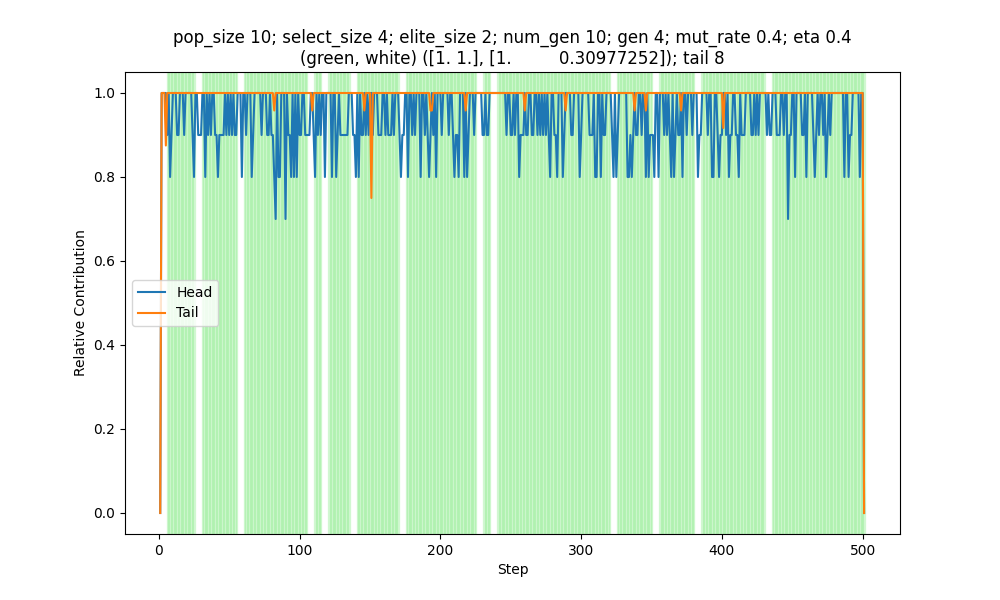 pop_size 10; select_size 4; elite_size 2; num_gen 10; gen 4; mut_rate 0.4; eta 0.4
(green, white) ([1. 1.], [1.          0.30977252]); tail 8
1.0
0.8
0.6
0.4
0.2
0.0
Relative Contribution
Head
Tail
0
100
200
300
400
500
Step